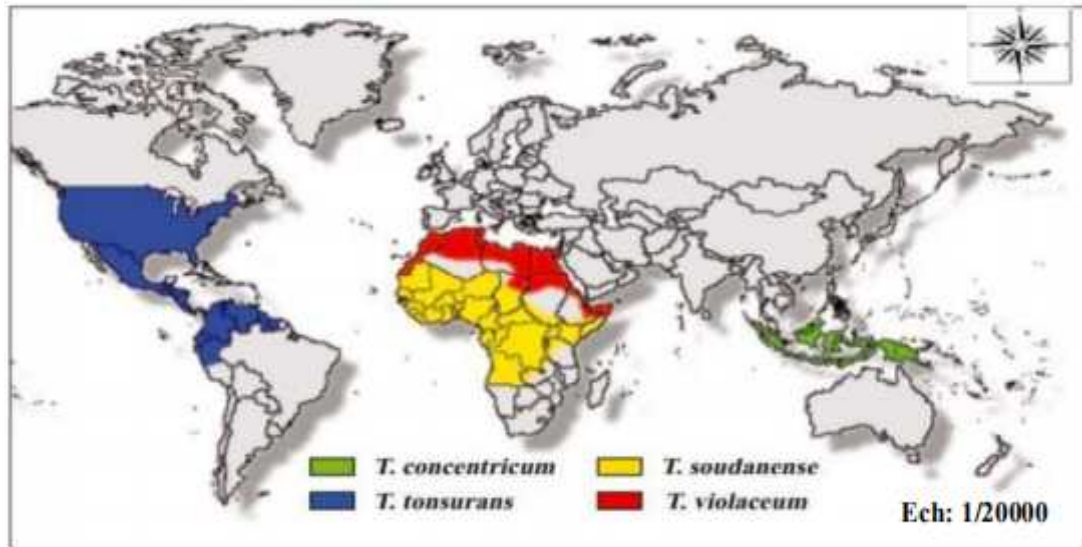 T. concentricum
T. soudanense
T. tonsurans
T. violaceum
Ech: 1/20000